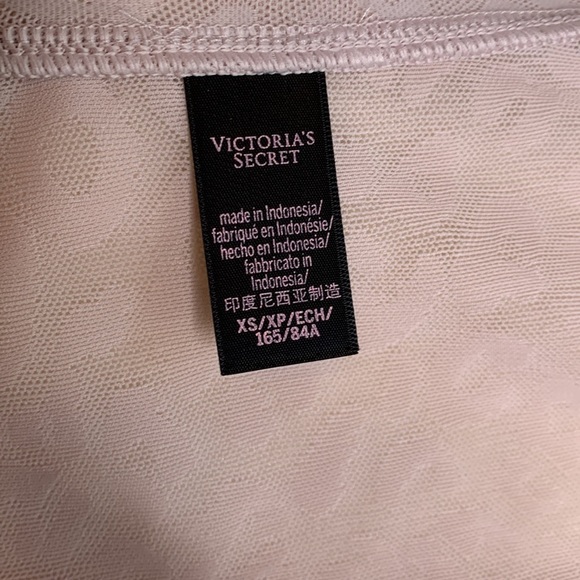 VICTORIA'S
SECRET
made in Indonesia/
fabriqué en Indonésie/
hecho en Indonesia/
fabbricato in
Indonesia/
印度尼西亚制造
XS/XP/ECH/
165/84A